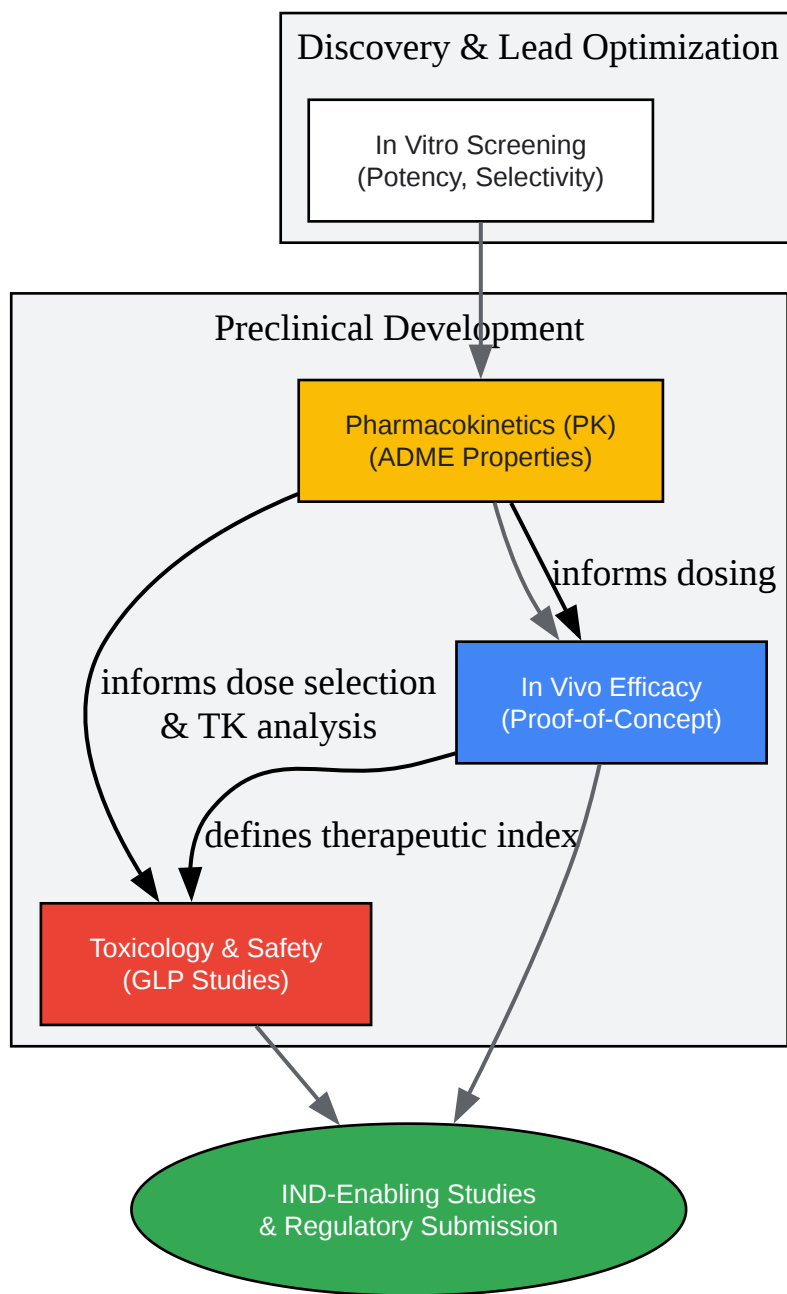 Discovery & Lead Optimization
In Vitro Screening
(Potency, Selectivity)
Preclinical Development
Pharmacokinetics (PK)
(ADME Properties)
informs dosing
informs dose selection
& TK analysis
In Vivo Efficacy
(Proof-of-Concept)
defines therapeutic index
Toxicology & Safety
(GLP Studies)
IND-Enabling Studies
& Regulatory Submission